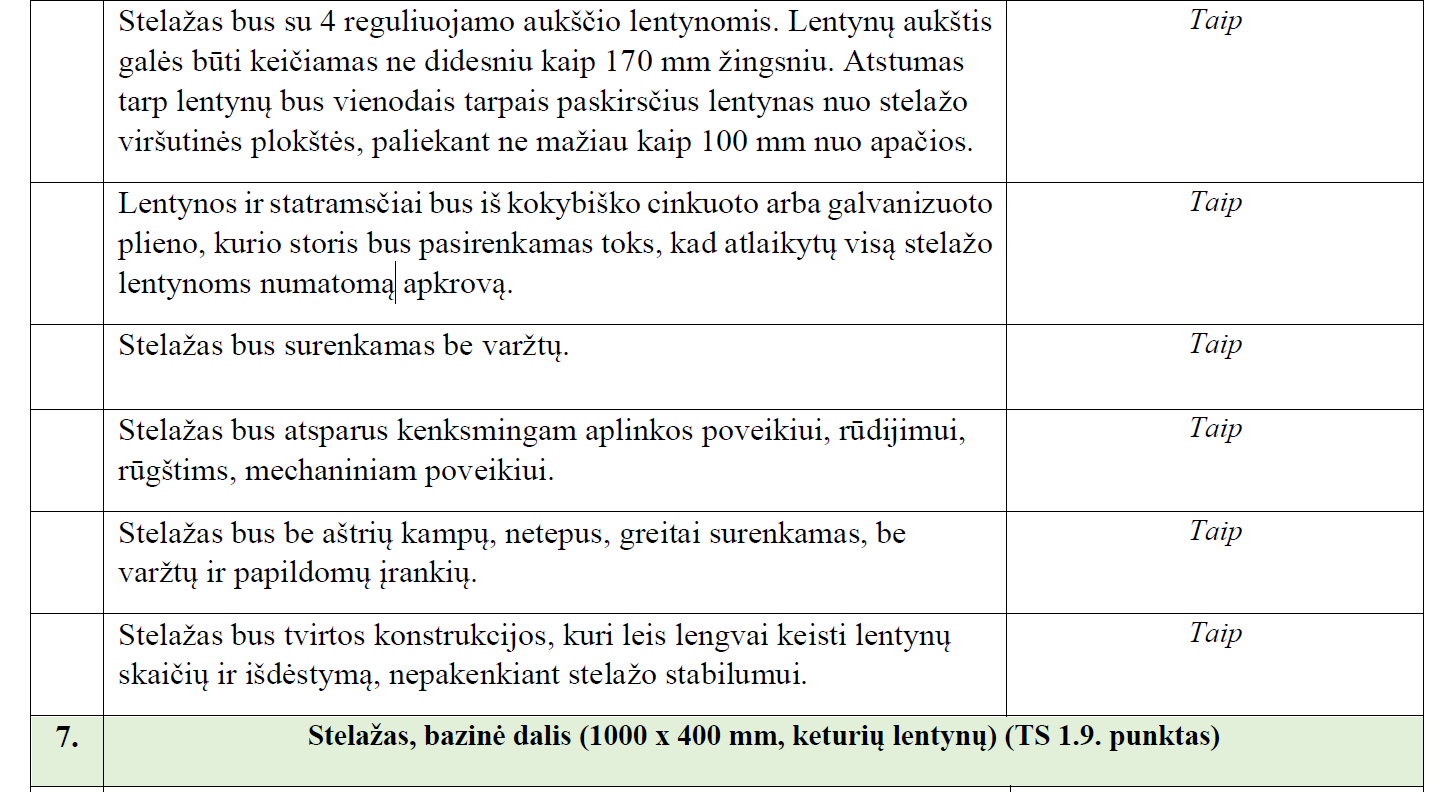 Stelažas bus su 4 reguliuojamo aukščio lentynomis. Lentynų aukštis
galės būti keičiamas ne didesniu kaip 170 mm žingsniu. Atstumas
tarp lentynų bus vienodais tarpais paskirsčius lentynas nuo stelažo
viršutinės plokštės, paliekant ne mažiau kaip 100 mm nuo apačios.
Taip
Lentynos ir statramsčiai bus iš kokybiško cinkuoto arba galvanizuoto
plieno, kurio storis bus pasirenkamas toks, kad atlaikytų visą stelažo
lentynoms numatomą apkrovą.
Taip
Stelažas bus surenkamas be varžtų.
Taip
Stelažas bus atsparus kenksmingam aplinkos poveikiui, rūdijimui,
rūgštims, mechaniniam poveikiui.
Taip
Stelažas bus be aštrių kampų, netepus, greitai surenkamas, be
varžtų ir papildomų įrankių.
Taip
Stelažas bus tvirtos konstrukcijos, kuri leis lengvai keisti lentynų
skaičių ir išdėstymą, nepakenkiant stelažo stabilumui.
Taip
7. Stelažas, bazinė dalis (1000 x 400 mm, keturių lentynų) (TS 1.9. punktas)